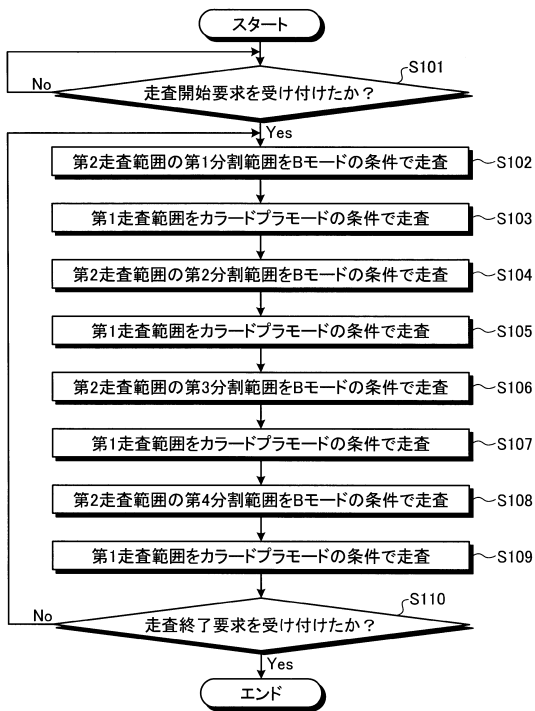 スタート
No
走査開始要求を受け付けたか？
S101
Yes
第2走査範囲の第1分割範囲をBモードの条件で走査
S102
第1走査範囲をカラードプラモードの条件で走査
S103
第2走査範囲の第2分割範囲をBモードの条件で走査
S104
第1走査範囲をカラードプラモードの条件で走査
S105
第2走査範囲の第3分割範囲をBモードの条件で走査
S106
第1走査範囲をカラードプラモードの条件で走査
S107
第2走査範囲の第4分割範囲をBモードの条件で走査
S108
第1走査範囲をカラードプラモードの条件で走査
S109
No
走査終了要求を受け付けたか？
S110
Yes
エンド